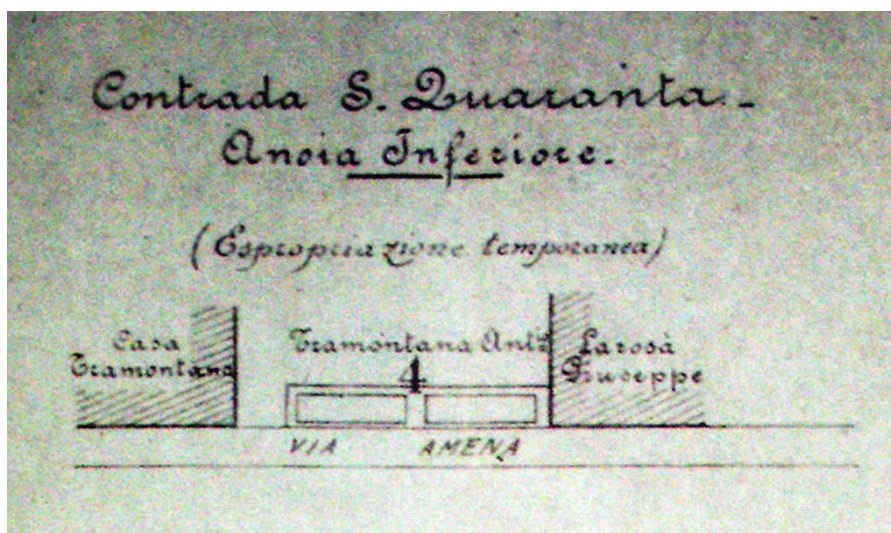 Contrada S. Quaranta.-
Anoia Inferiore.
(Espropriazione temporanea)
Casa
Tramontana
Tramontana Ant.
4
Larosa
Giuseppe
VIA AMENA